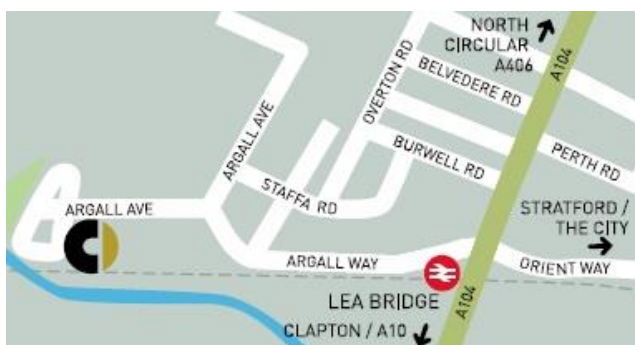 NORTH
CIRCULAR
A406
A104
OVERTON RD
BELVEDERE RD
ARGALL AVE
BURWELL RD
PERTH RD
STAFFA RD
ARGALL AVE
STRATFORD /
THE CITY
ARGALL WAY
ORIENT WAY
LEA BRIDGE
A104
CLAPTON / A10